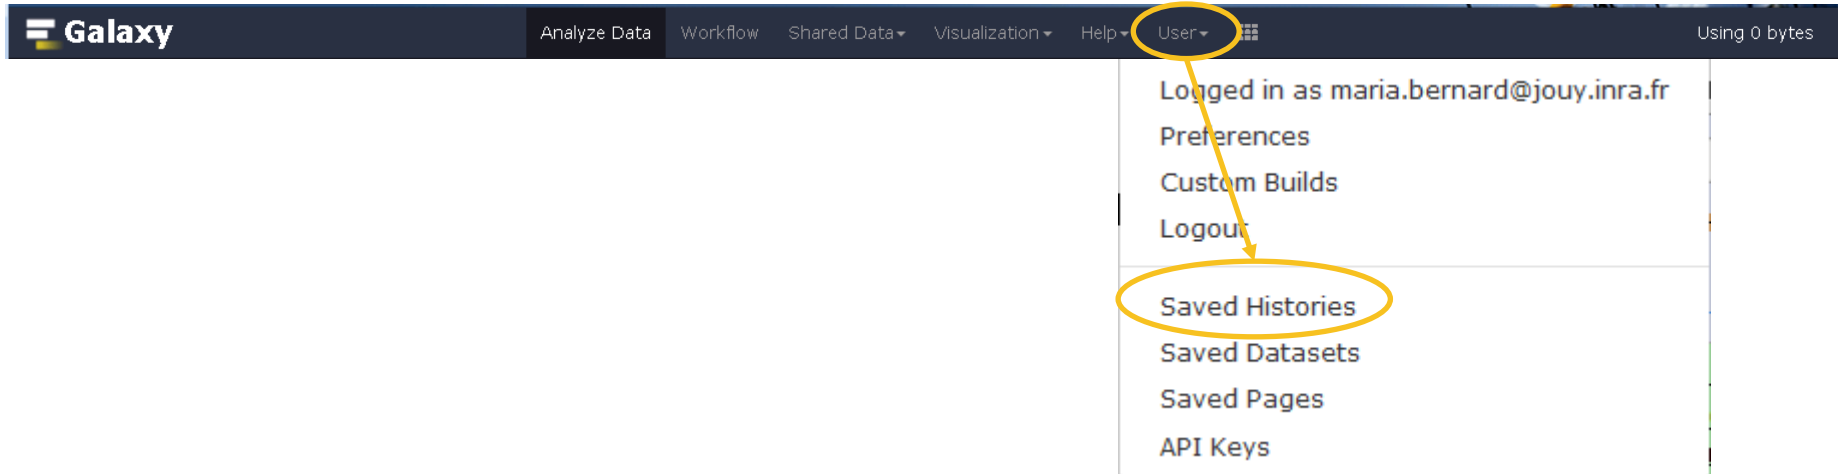 Galaxy Analyze Data Workflow Shared Data Visualization Help User Using 0 bytes
Logged in as maria.bernard@jouy.inra.fr
Preferences
Custom Builds
Logout
Saved Histories
Saved Datasets
Saved Pages
API Keys